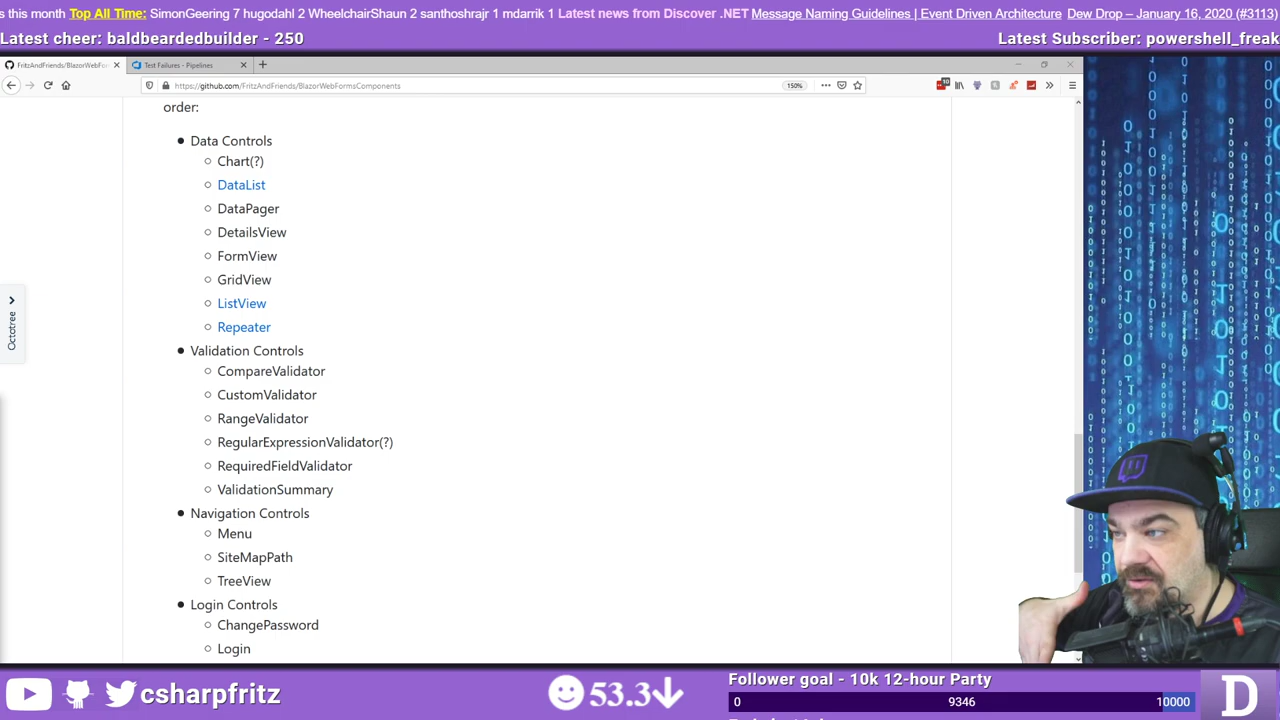 s this month Top All Time: SimonGeering 7 hugodahl 2 WheelchairShaun 2 santhoshrajr 1 mdarrik 1 Latest news from Discover .NET Message Naming Guidelines | Event Driven Architecture Dew Drop – January 16, 2020 (#3113)
Latest cheer: baldbeardedbuilder - 250
Latest Subscriber: powershell_freak
FritzAndFriends/BlazorWebForm
Test Failures - Pipelines
https://github.com/FritzAndFriends/BlazorWebFormsComponents
150%
10
order:
Data Controls
Chart(?)
DataList
DataPager
DetailsView
FormView
GridView
ListView
Repeater
Validation Controls
CompareValidator
CustomValidator
RangeValidator
RegularExpressionValidator(?)
RequiredFieldValidator
ValidationSummary
Navigation Controls
Menu
SiteMapPath
TreeView
Login Controls
ChangePassword
Login
Octotree
csharpfritz
53.3
Follower goal - 10k 12-hour Party
0 9346 10000
D